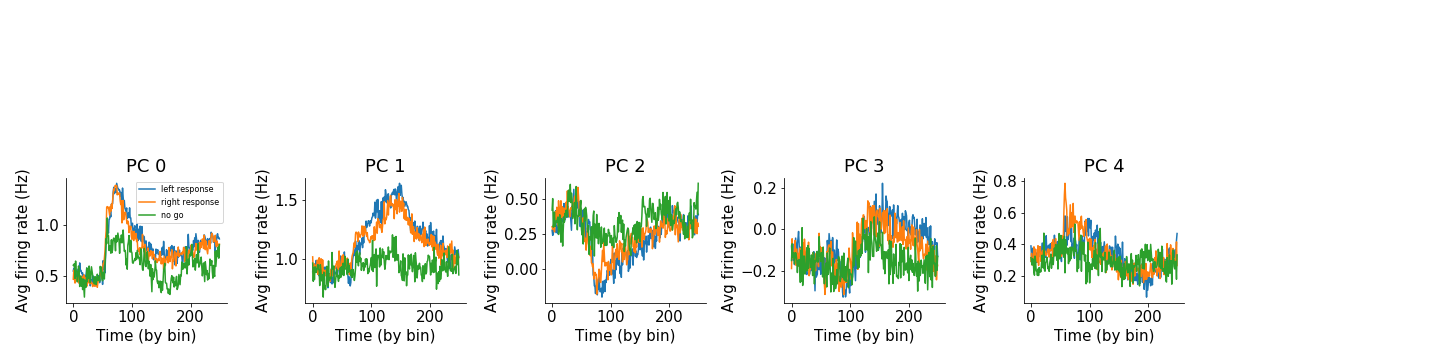 PC 0
Avg firing rate (Hz)
1.0
0.5
left response
right response
no go
0
100
200
Time (by bin)
PC 1
Avg firing rate (Hz)
1.5
1.0
0
100
200
Time (by bin)
PC 2
Avg firing rate (Hz)
0.50
0.25
0.00
0
100
200
Time (by bin)
PC 3
Avg firing rate (Hz)
0.2
0.0
−0.2
0
100
200
Time (by bin)
PC 4
Avg firing rate (Hz)
0.8
0.6
0.4
0.2
0
100
200
Time (by bin)